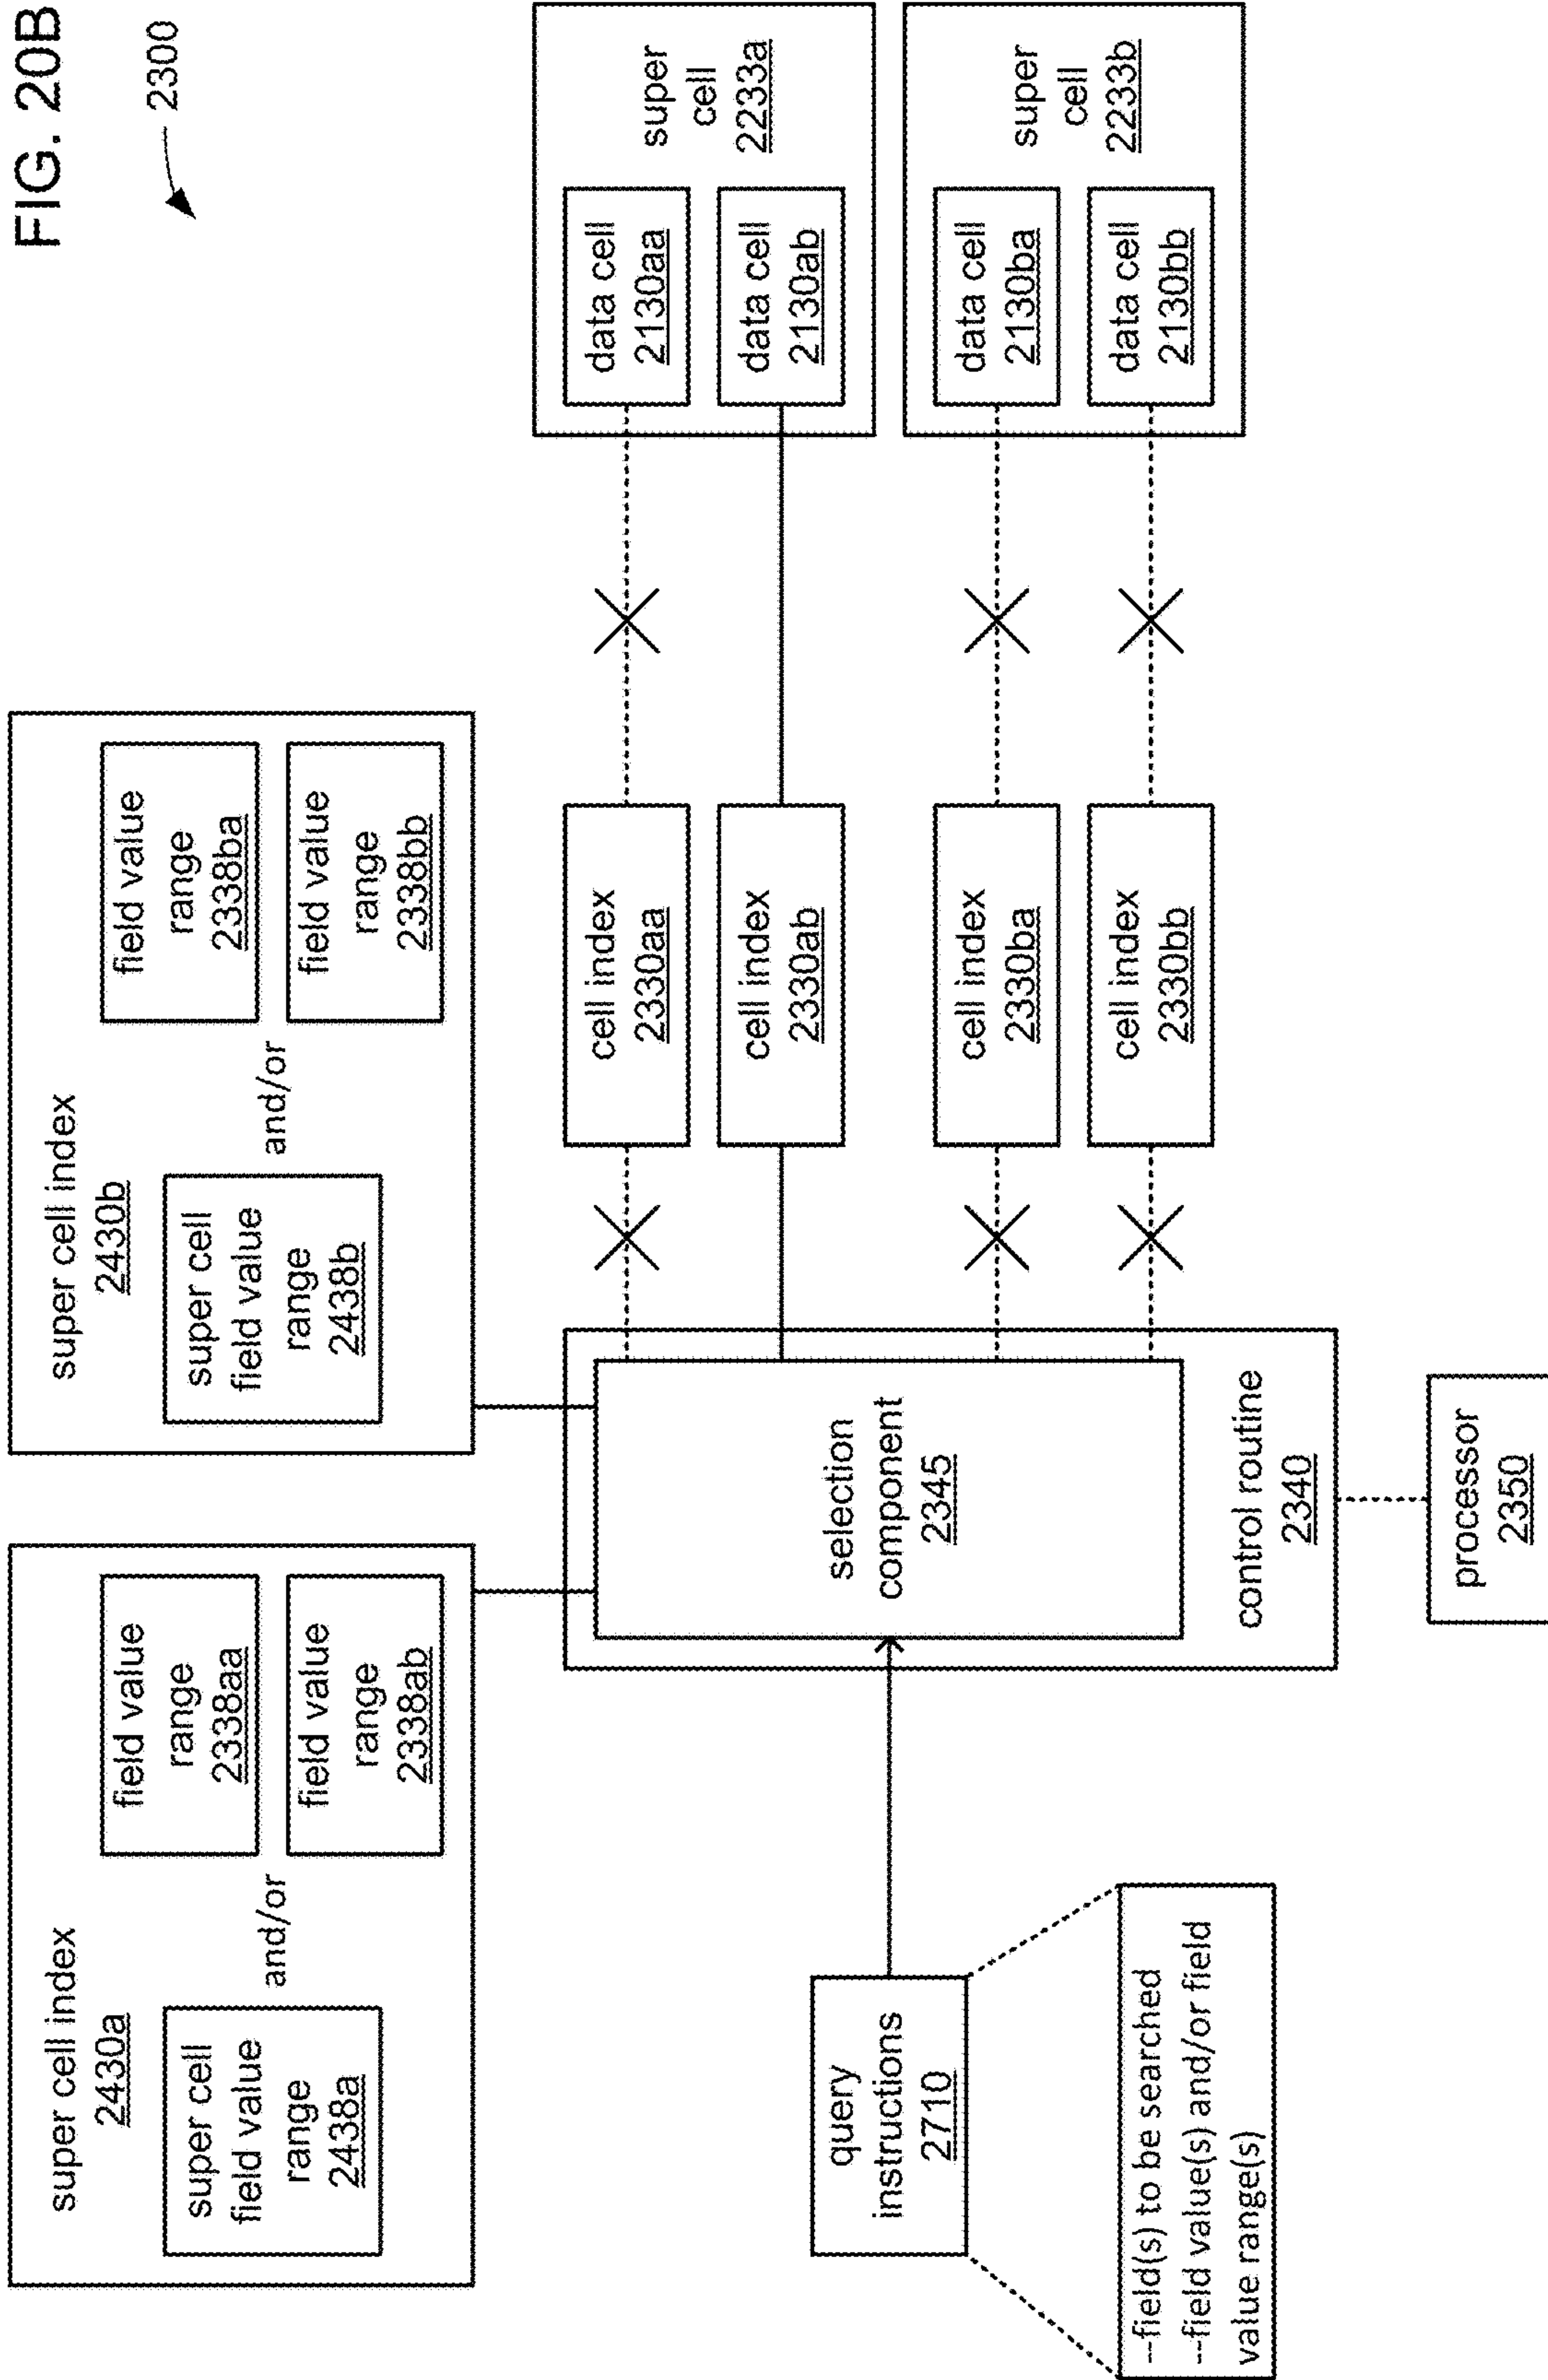 FIG. 20B
2300
super cell index
2430a
super cell
field value
range
2438a
and/or
field value
range
2338aa
field value
range
2338ab
super cell index
2430b
super cell
field value
range
2438b
and/or
field value
range
2338ba
field value
range
2338bb
query
instructions
2710
--field(s) to be searched
--field value(s) and/or field
value range(s)
selection
component
2345
control routine
2340
processor
2350
cell index
2330aa
cell index
2330ab
cell index
2330ba
cell index
2330bb
data cell
2130aa
data cell
2130ab
super
cell
2233a
data cell
2130ba
data cell
2130bb
super
cell
2233b